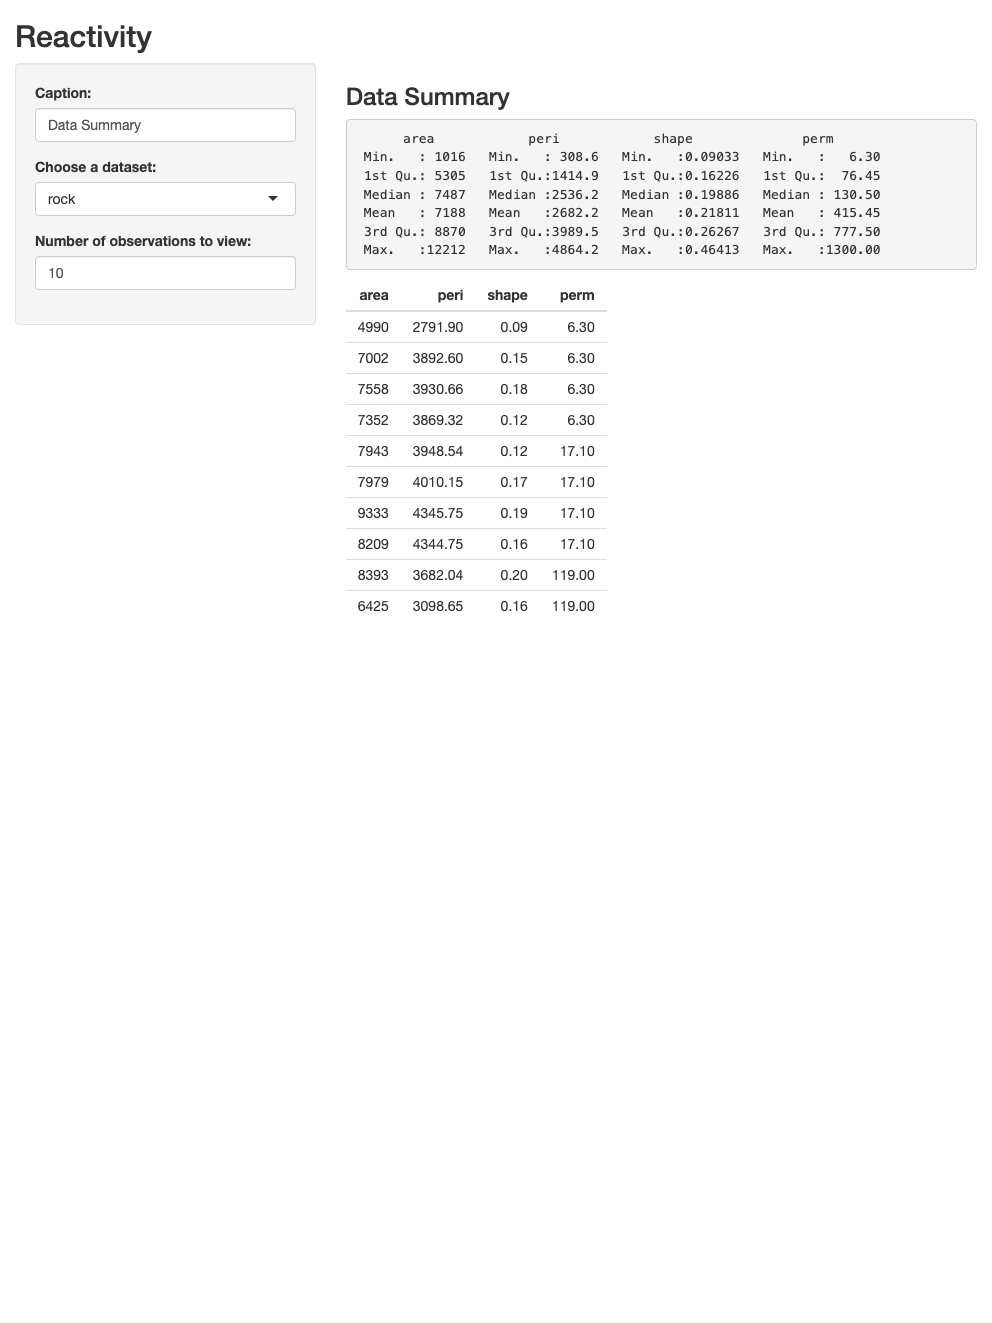 Reactivity
Caption:
Data Summary
Choose a dataset:
rock
Number of observations to view:
10
Data Summary
area peri shape perm
Min. : 1016 Min. : 308.6 Min. :0.09033 Min. : 6.30
1st Qu.: 5305 1st Qu.:1414.9 1st Qu.:0.16226 1st Qu.: 76.45
Median : 7487 Median :2536.2 Median :0.19886 Median : 130.50
Mean : 7188 Mean :2682.2 Mean :0.21811 Mean : 415.45
3rd Qu.: 8870 3rd Qu.:3989.5 3rd Qu.:0.26267 3rd Qu.: 777.50
Max. :12212 Max. :4864.2 Max. :0.46413 Max. :1300.00
area peri shape perm
4990 2791.90 0.09 6.30
7002 3892.60 0.15 6.30
7558 3930.66 0.18 6.30
7352 3869.32 0.12 6.30
7943 3948.54 0.12 17.10
7979 4010.15 0.17 17.10
9333 4345.75 0.19 17.10
8209 4344.75 0.16 17.10
8393 3682.04 0.20 119.00
6425 3098.65 0.16 119.00